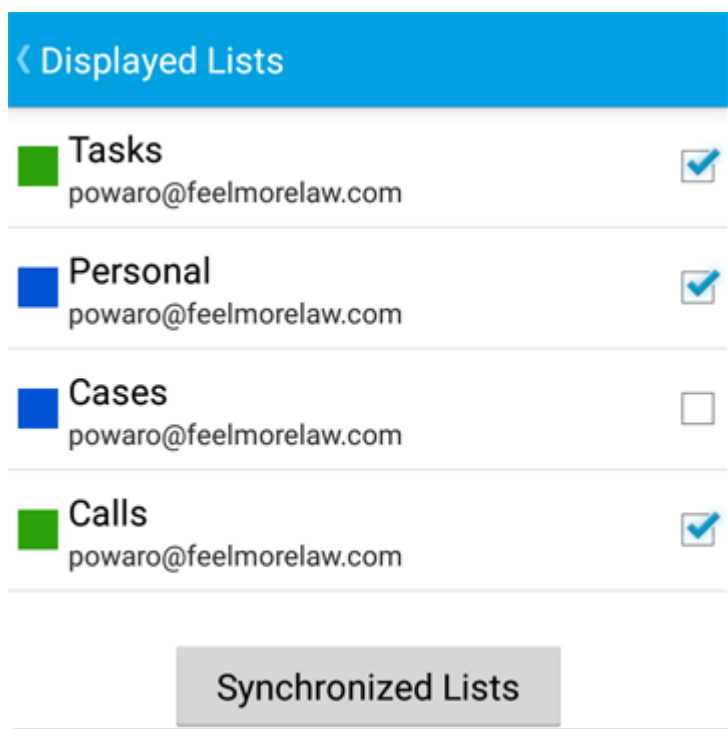 Displayed Lists
Tasks
powaro@feelmorelaw.com
Personal
powaro@feelmorelaw.com
Cases
powaro@feelmorelaw.com
Calls
powaro@feelmorelaw.com
Synchronized Lists